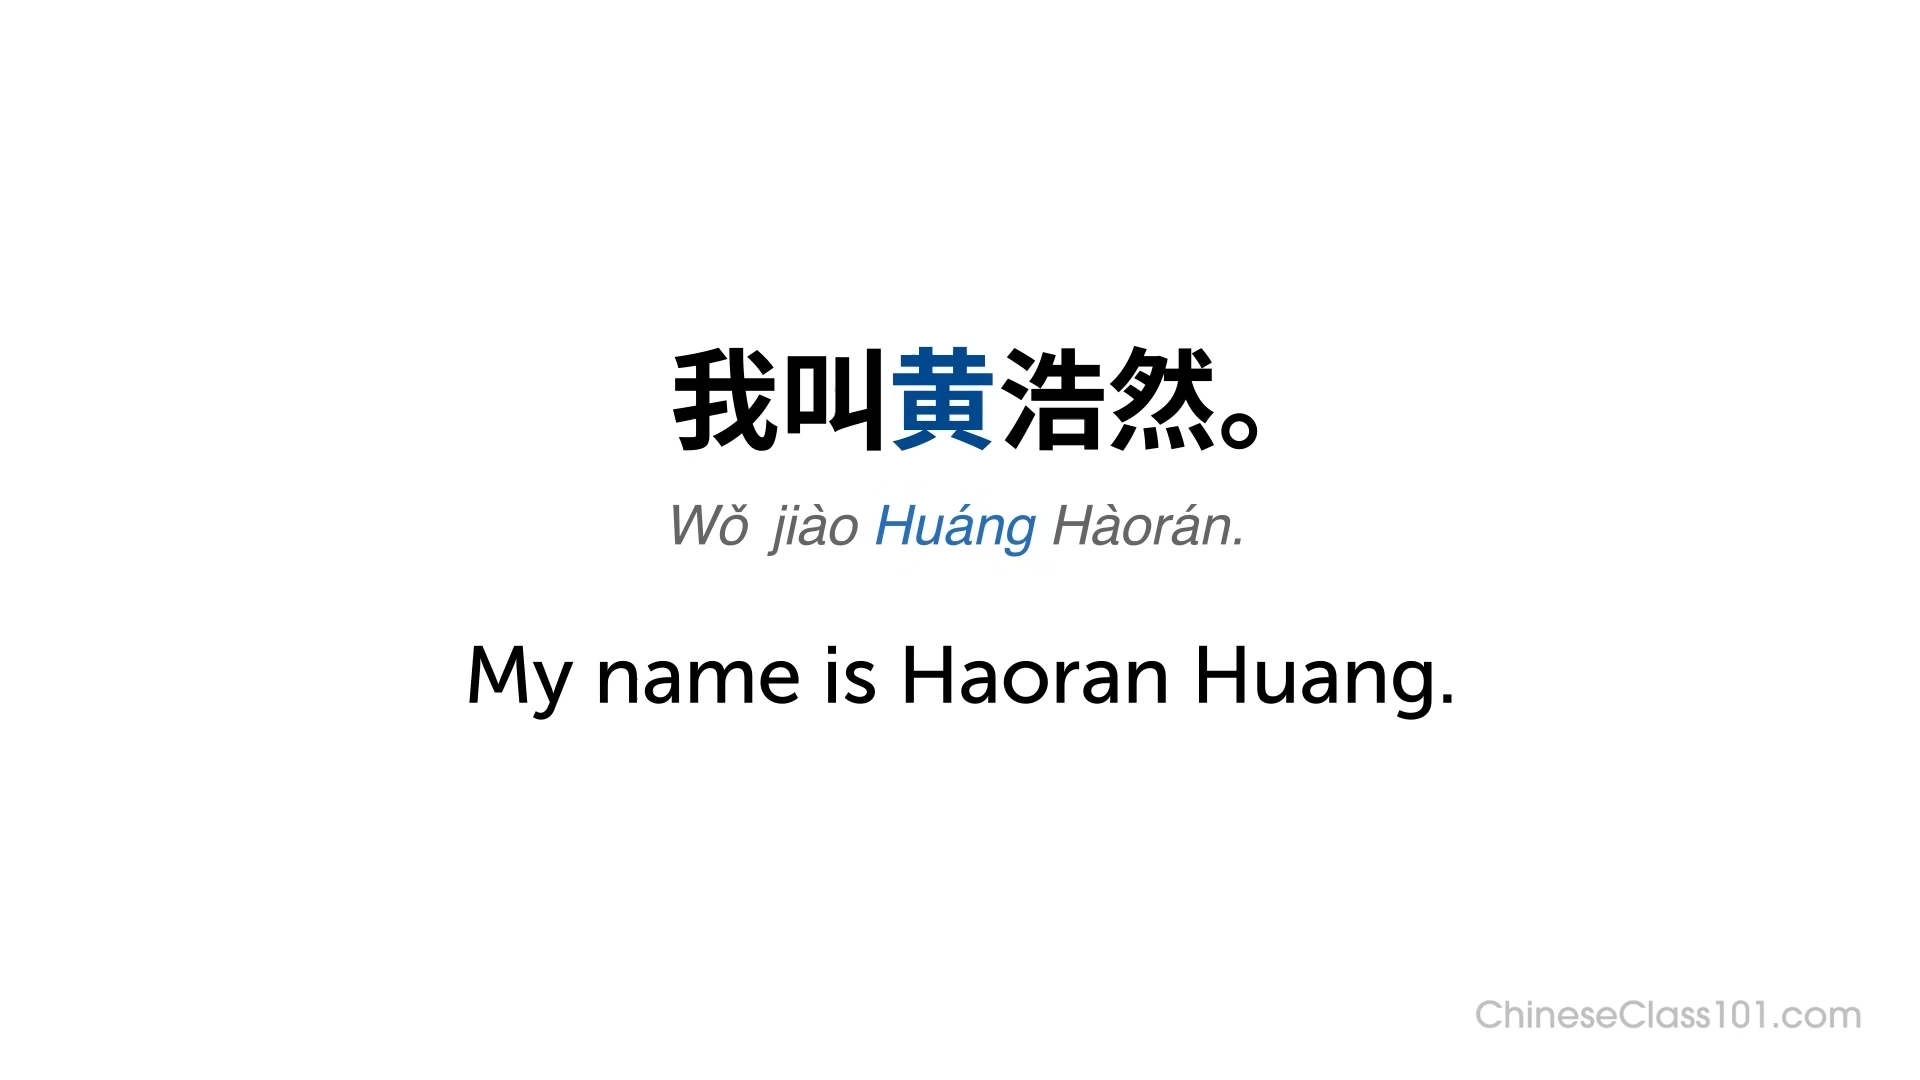 我叫黄浩然。
Wǒ jiào Huáng Hàorán.
My name is Haoran Huang.
ChineseClass101.com